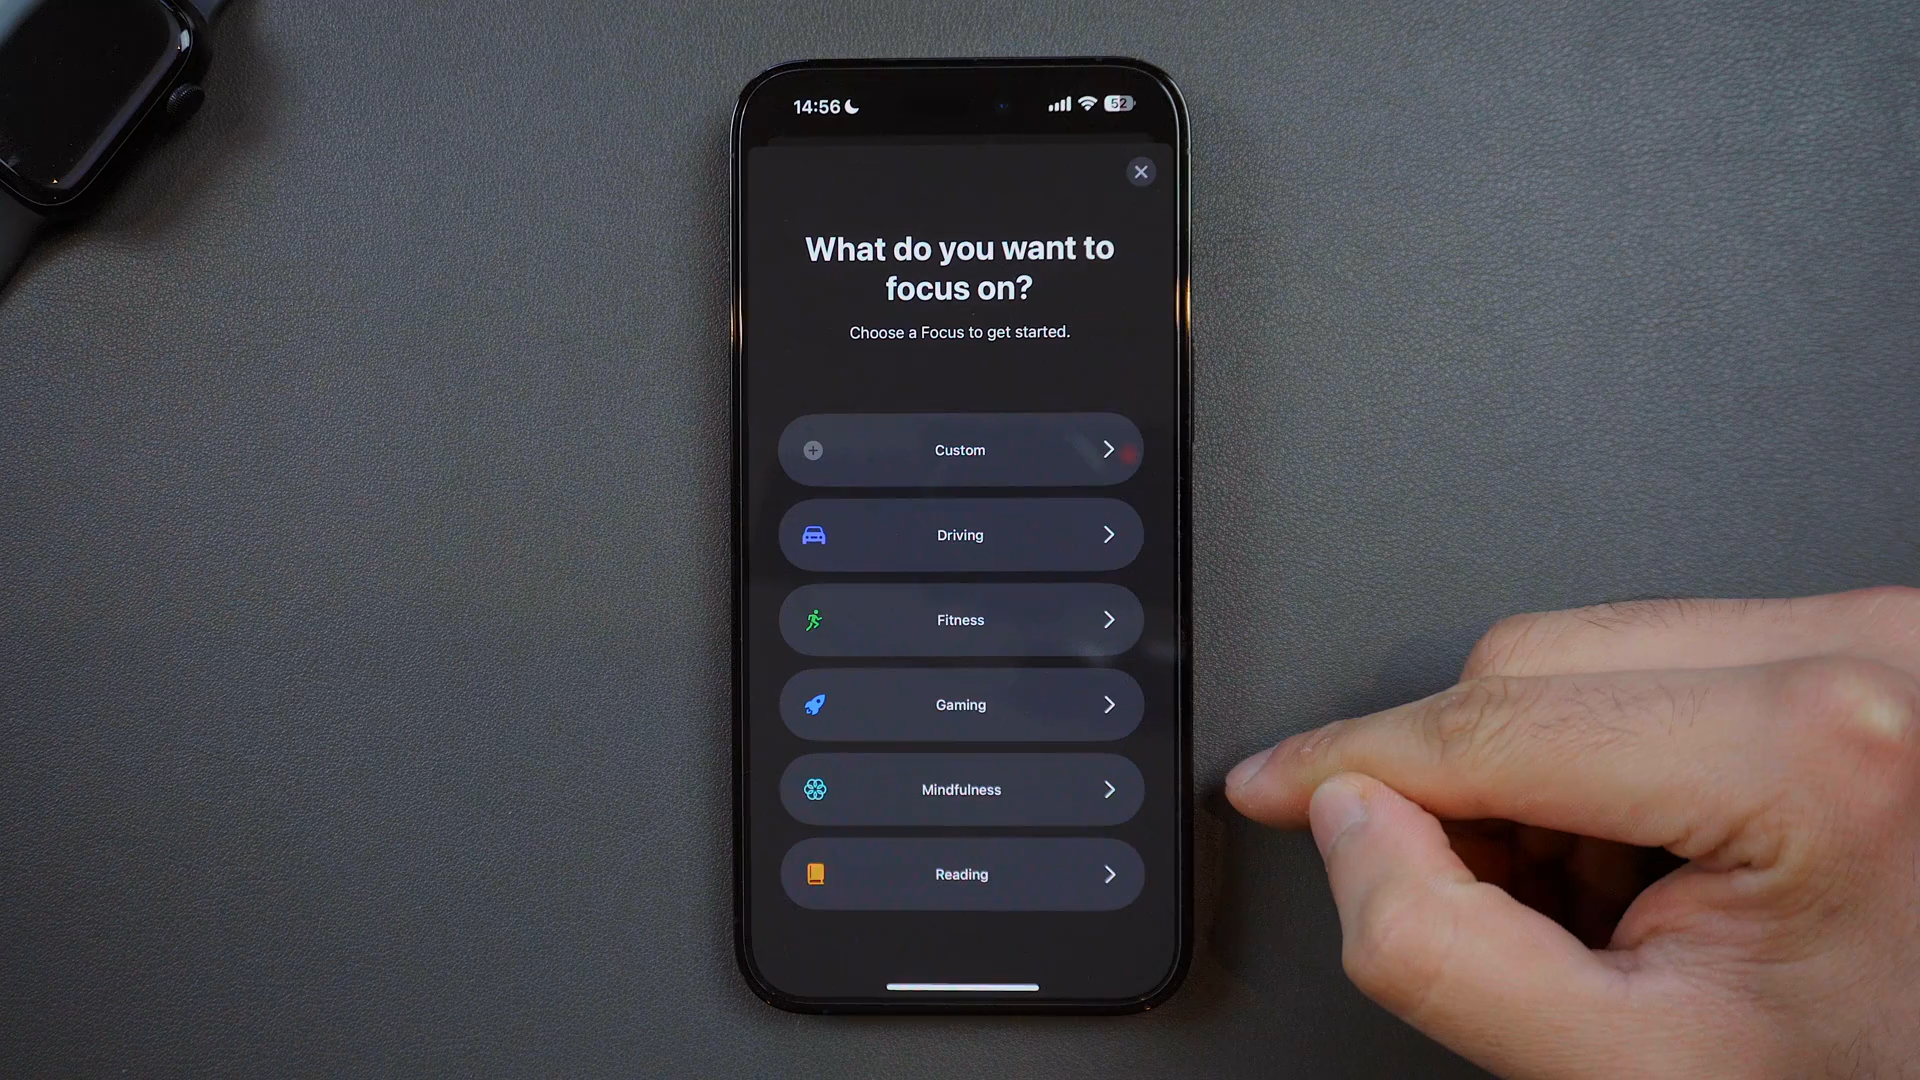 14:56
52
What do you want to
focus on?
Choose a Focus to get started.
Custom
Driving
Fitness
Gaming
Mindfulness
Reading